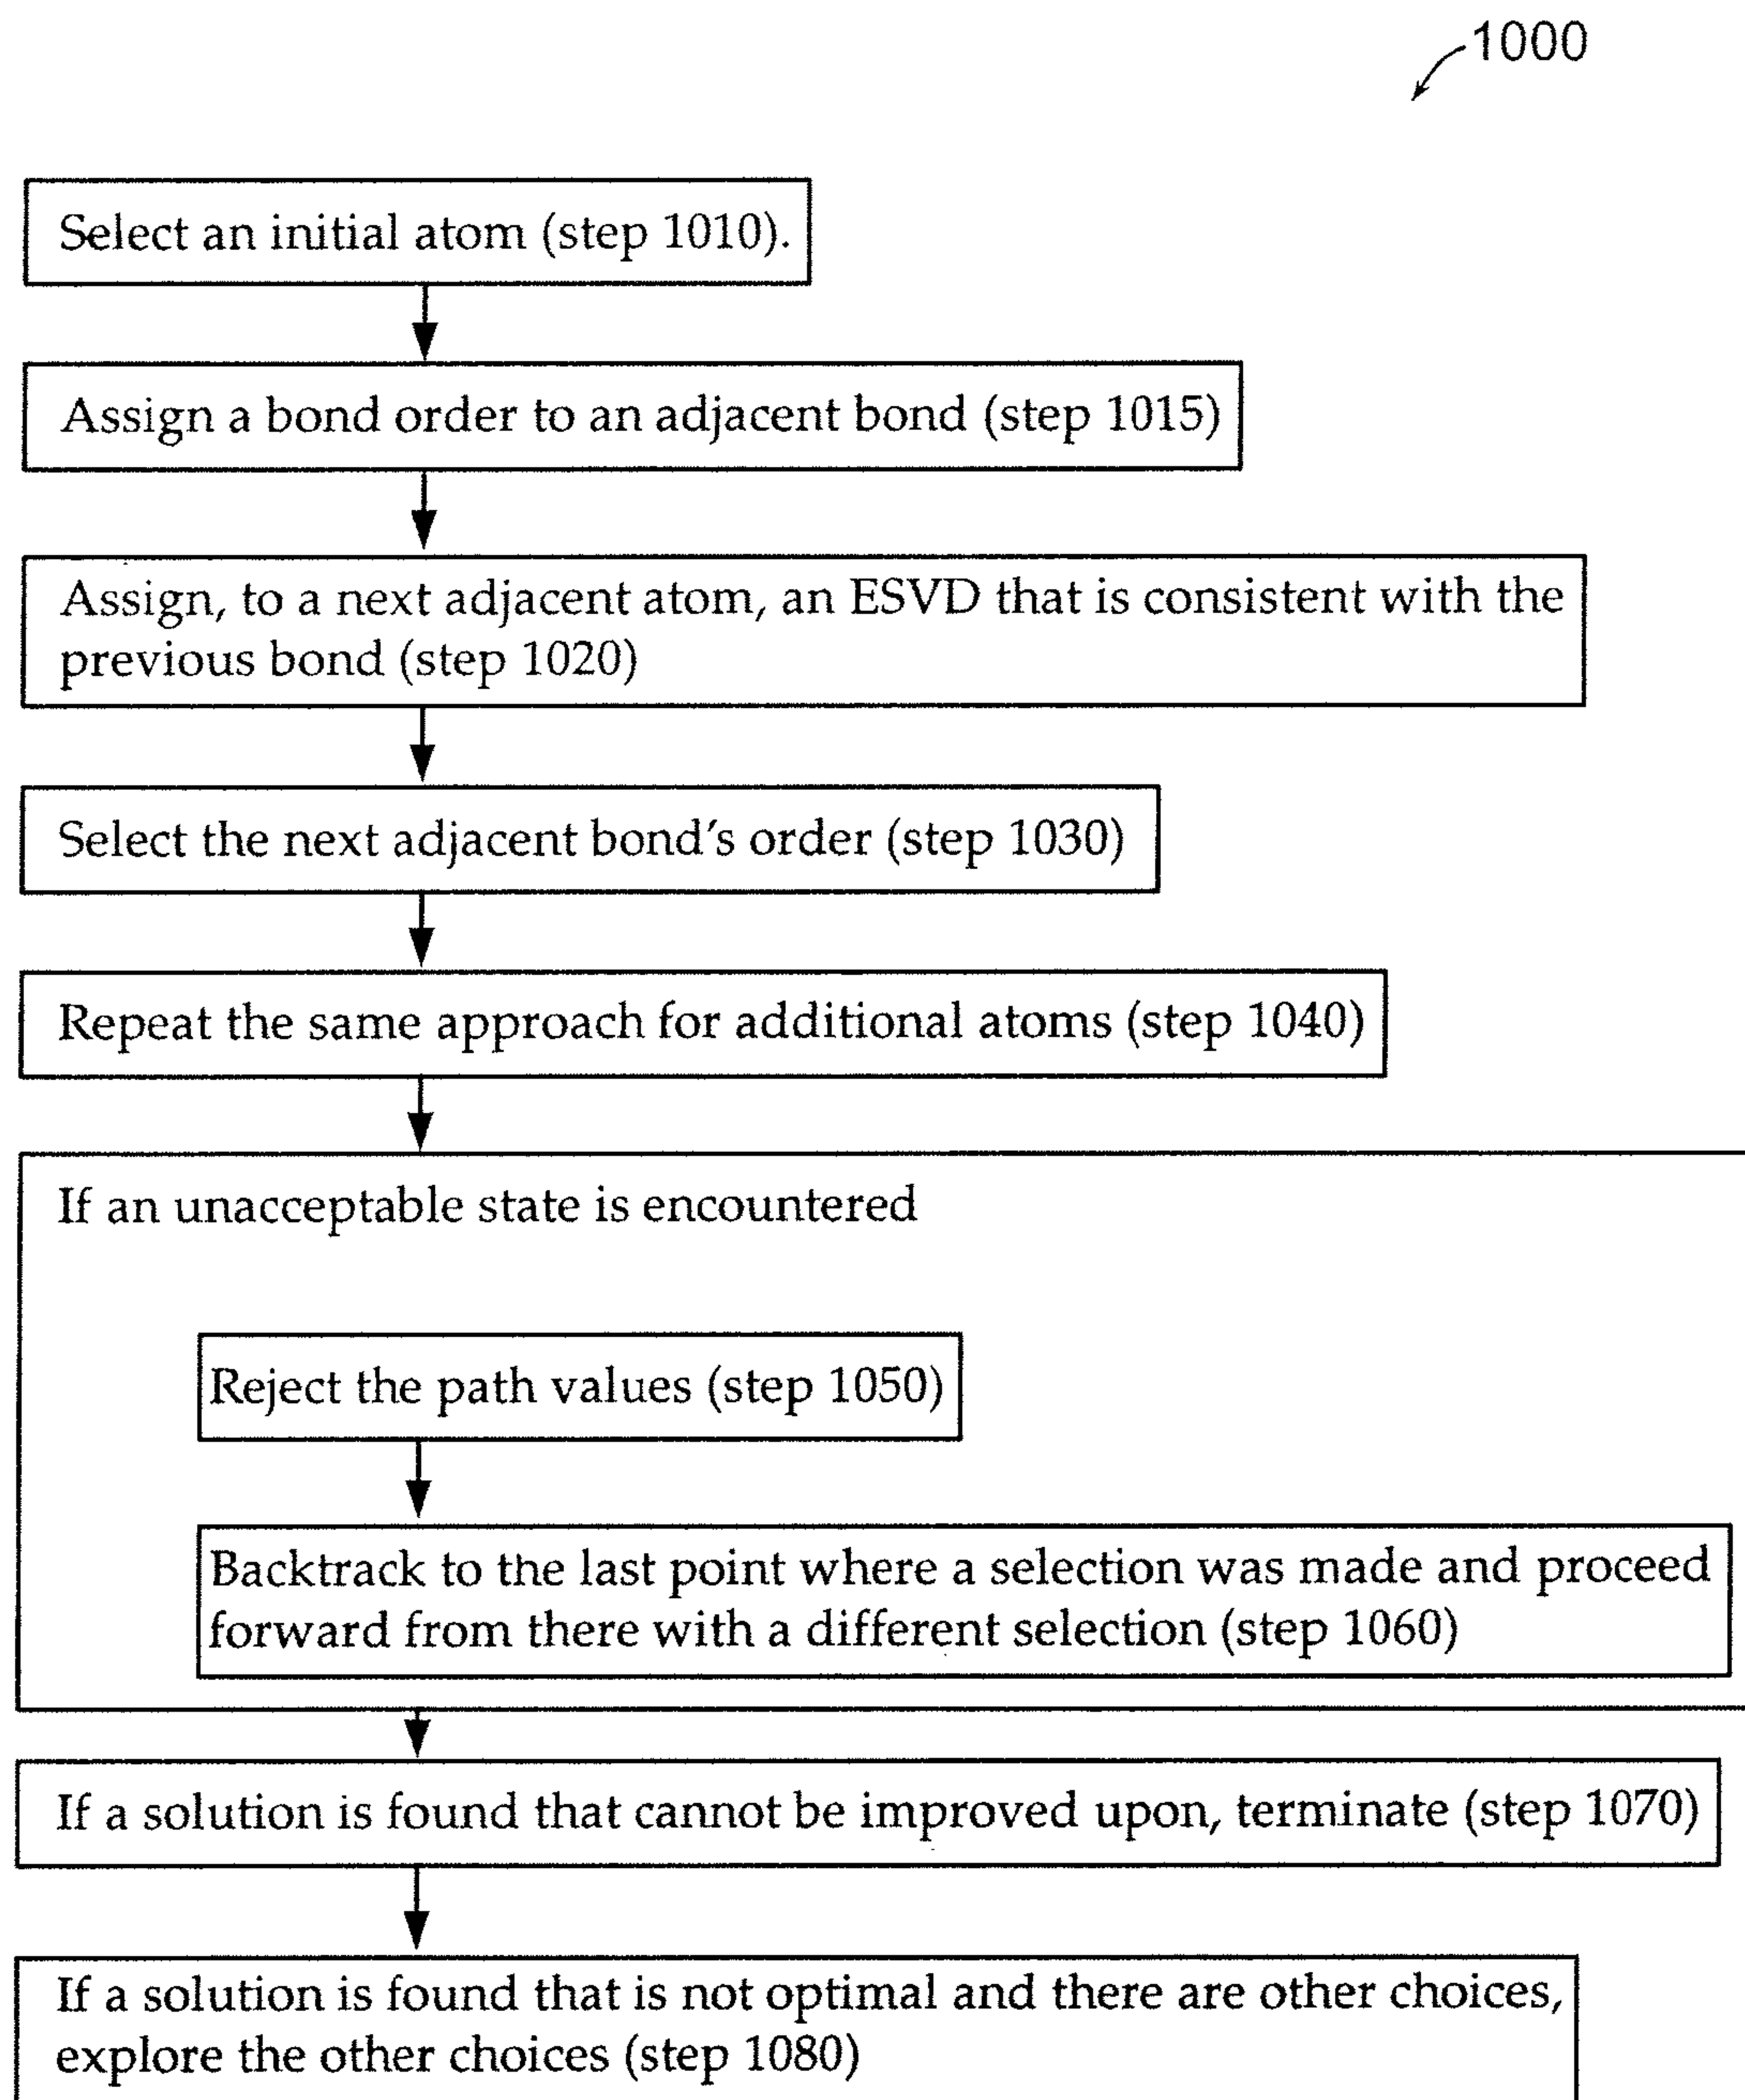 1000
Select an initial atom (step 1010).
Assign a bond order to an adjacent bond (step 1015)
Assign, to a next adjacent atom, an ESVD that is consistent with the
previous bond (step 1020)
Select the next adjacent bond's order (step 1030)
Repeat the same approach for additional atoms (step 1040)
If an unacceptable state is encountered
Reject the path values (step 1050)
Backtrack to the last point where a selection was made and proceed
forward from there with a different selection (step 1060)
If a solution is found that cannot be improved upon, terminate (step 1070)
If a solution is found that is not optimal and there are other choices,
explore the other choices (step 1080)